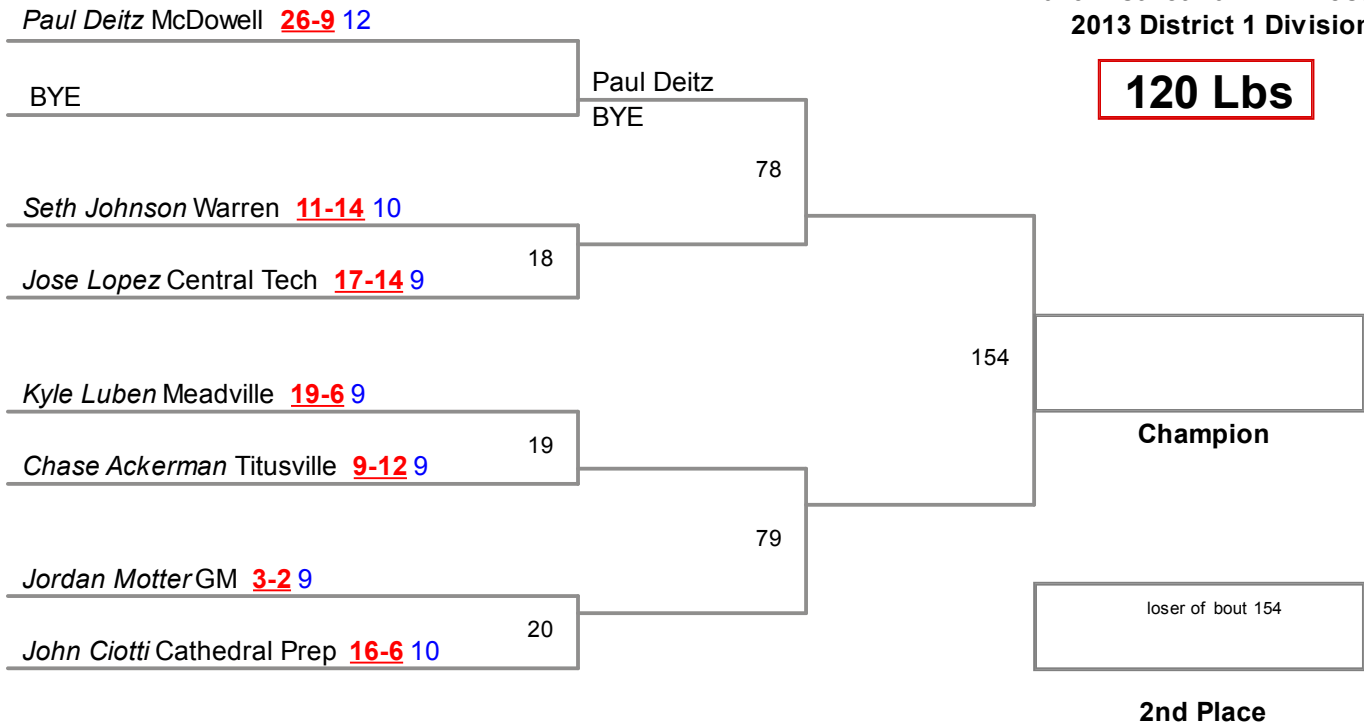 2013 District 1 Division
120 Lbs
Paul Deitz McDowell 26-9 12
BYE
Paul Deitz
BYE
78
Seth Johnson Warren 11-14 10
18
Jose Lopez Central Tech 17-14 9
154
Kyle Luben Meadville 19-6 9
19
Chase Ackerman Titusville 9-12 9
Champion
79
Jordan Motter GM 3-2 9
20
John Ciotti Cathedral Prep 16-6 10
loser of bout 154
2nd Place